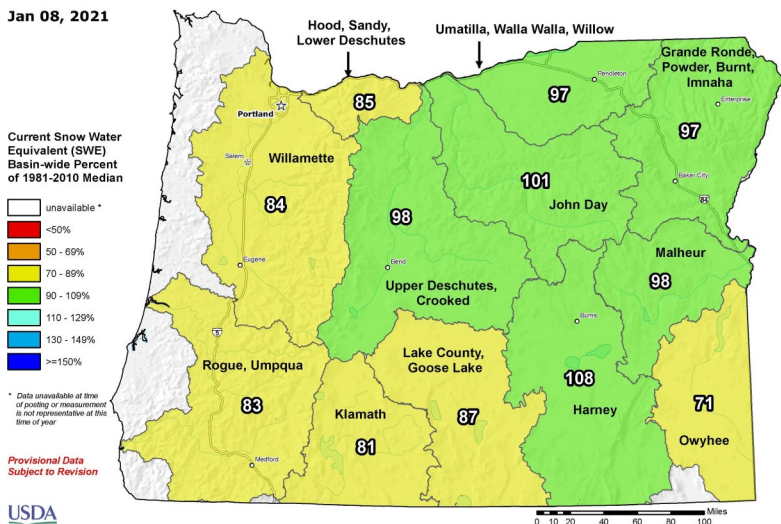 Jan 08, 2021
Hood, Sandy,
Lower Deschutes
Umatilla, Walla Walla, Willow
Grande Ronde,
Powder, Burnt,
Imnaha
Pendleton
Enterprise
97
97
85
Portland
Current Snow Water
Equivalent (SWE)
Basin-wide Percent
of 1981-2010 Median
unavailable *
<50%
50 - 69%
70 - 89%
90 - 109%
110 - 129%
130 - 149%
>=150%
* Data unavailable at time
of posting or measurement
is not representative at this
time of year
Provisional Data
Subject to Revision
USDA
Salem
Willamette
84
Eugene
98
Bend
Upper Deschutes,
Crooked
101
John Day
Baker City
84
Malheur
98
Burns
108
Harney
5
Rogue, Umpqua
83
Medford
Klamath
81
Lake County,
Goose Lake
87
71
Owyhee
Miles
0 10 20 40 60 80 100